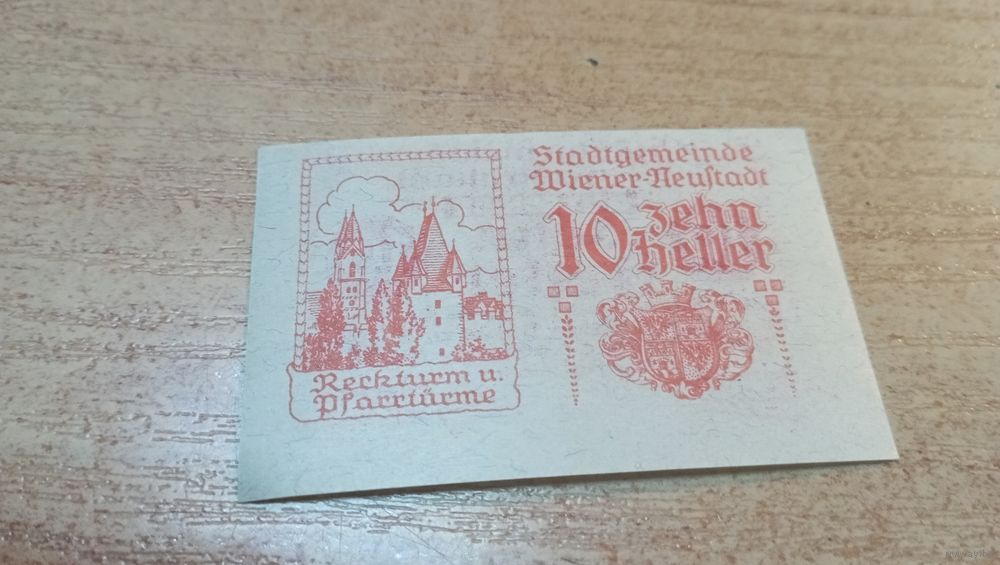 Stadtgemeinde
Wiener-Neustadt
10 zehn
heller
Reckturm u.
Pfarrtürme